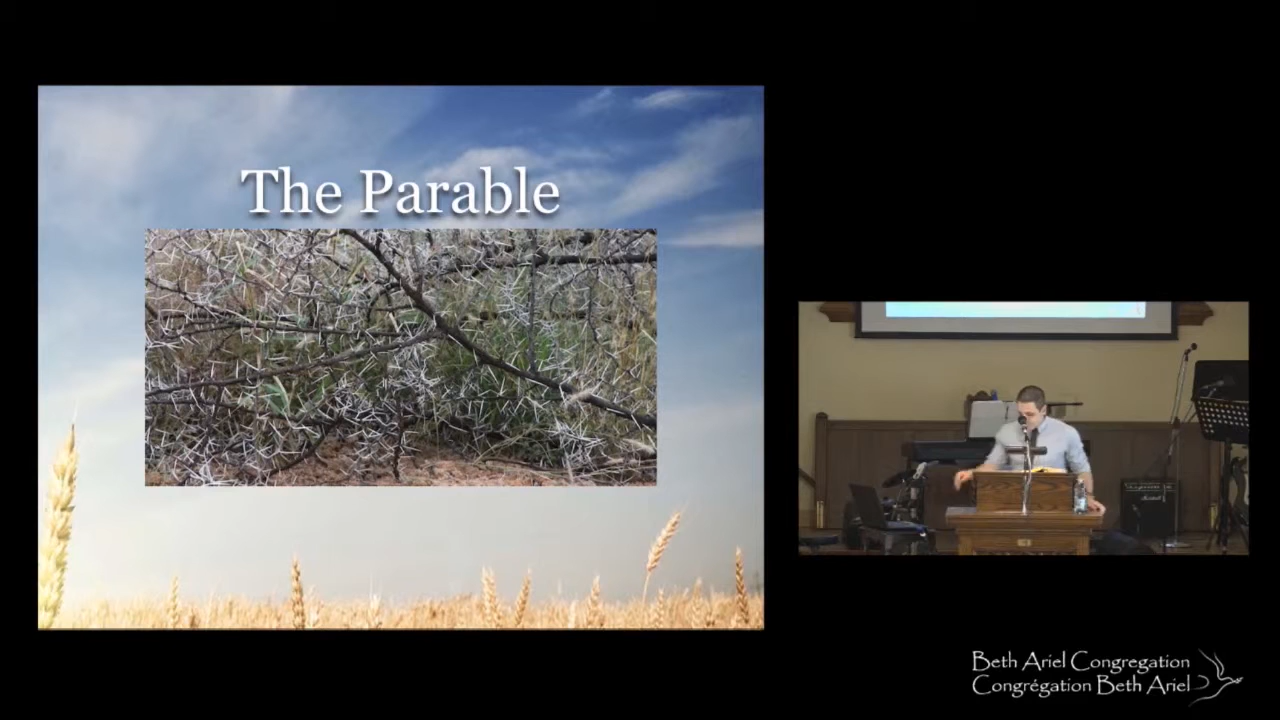 The Parable
Beth Ariel Congregation
Congrégation Beth Ariel